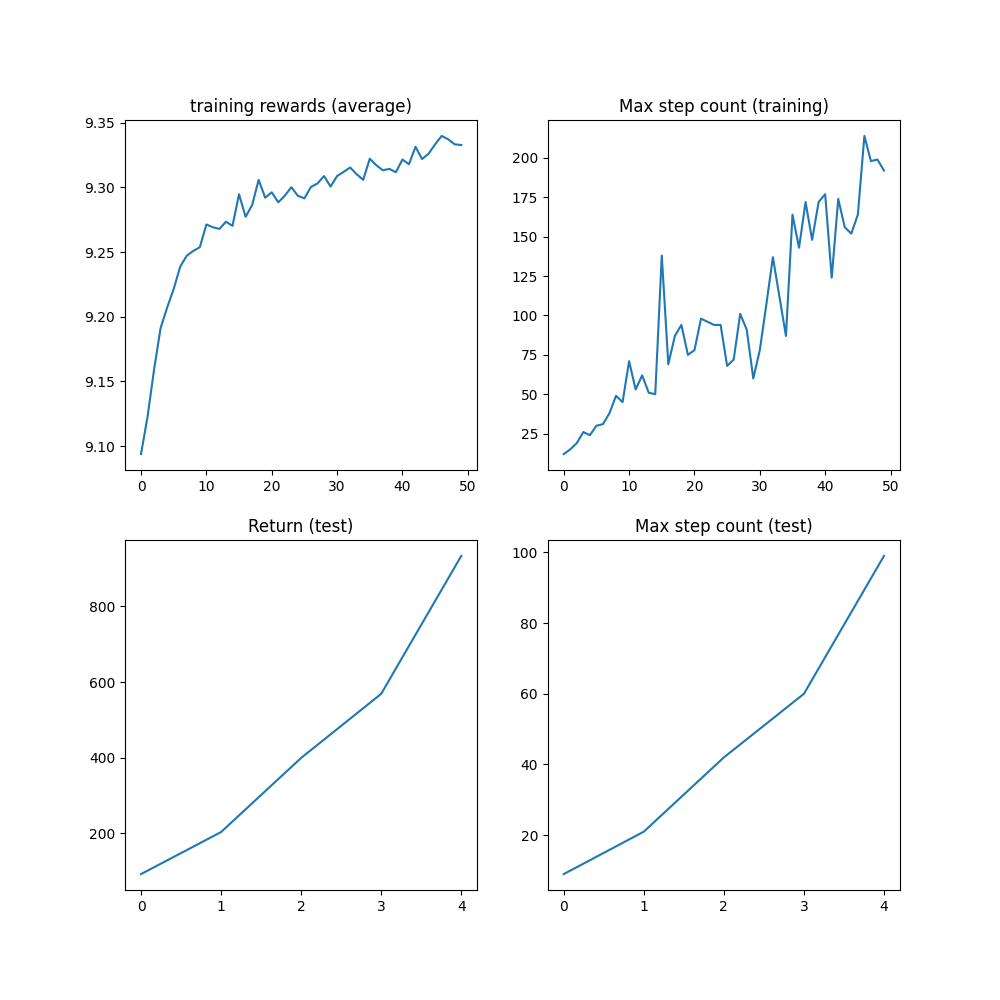 training rewards (average)
9.35
9.30
9.25
9.20
9.15
9.10
0 10 20 30 40 50
Max step count (training)
200
175
150
125
100
75
50
25
0 10 20 30 40 50
Return (test)
800
600
400
200
0 1 2 3 4
Max step count (test)
100
80
60
40
20
0 1 2 3 4